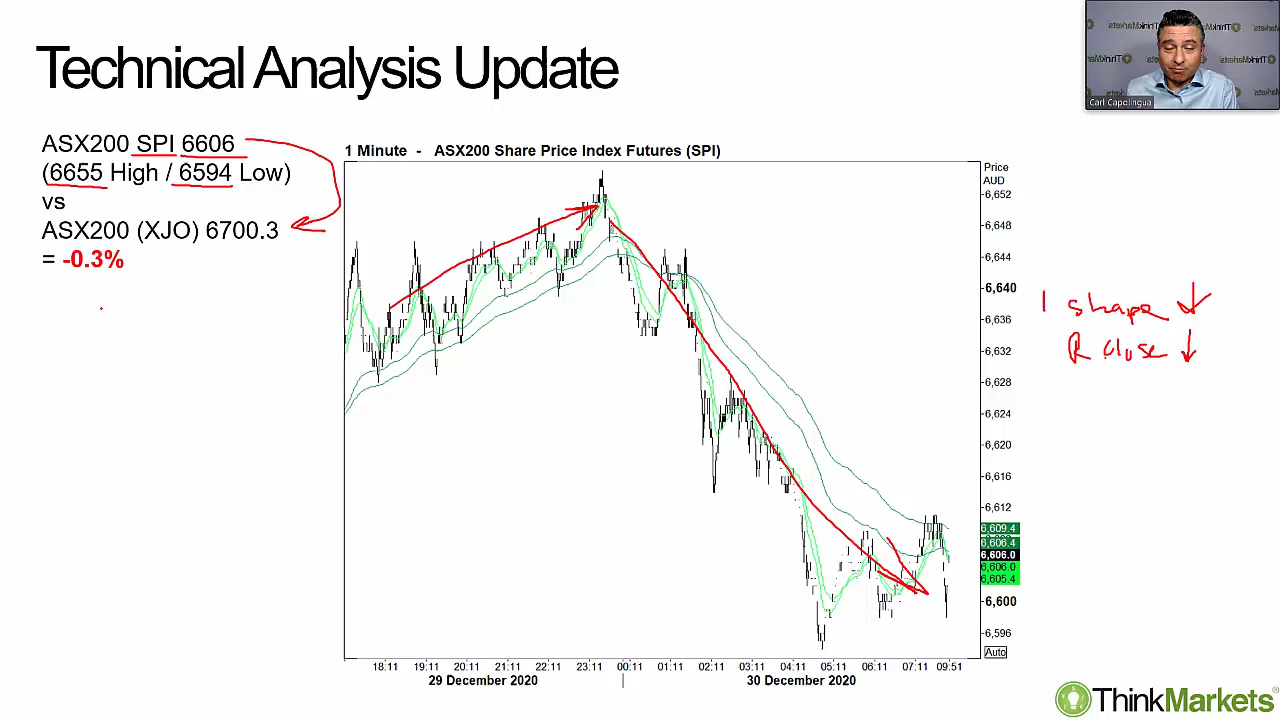 Technical Analysis Update
ThinkMarkets
Carl Capolingua
ASX200 SPI 6606
(6655 High / 6594 Low)
vs
ASX200 (XJO) 6700.3
= -0.3%
1 Minute - ASX200 Share Price Index Futures (SPI)
Price
AUD
6,652
6,648
6,644
6,640
6,636
6,632
6,628
6,624
6,620
6,616
6,612
6,609.4
6,606.4
6,606.0
6,606.0
6,605.4
6,600
6,596
Auto
1 shape ↓
R close ↓
18:11 19:11 20:11 21:11 22:11 23:11 00:11 01:11 02:11 03:11 04:11 05:11 06:11 07:11 09:51
29 December 2020 30 December 2020
ThinkMarkets